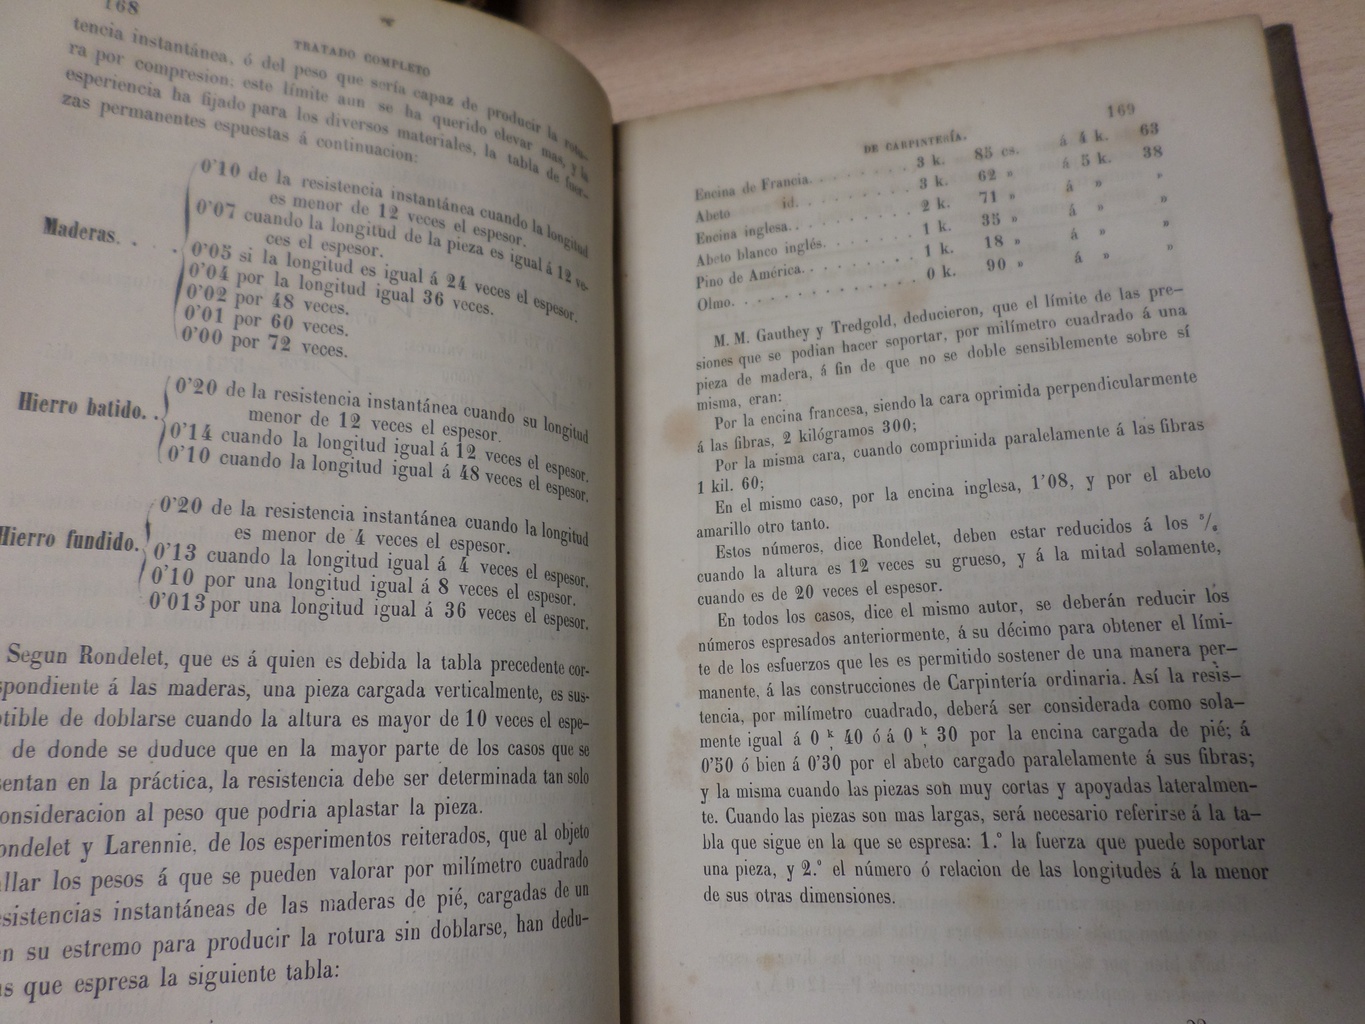 168
TRATADO COMPLETO
tencia instantánea, ó del peso que sería capaz de producir la rotu-
ra por compresion; este límite aun se ha querido elevar mas, y la
esperiencia ha fijado para los diversos materiales, la tabla de fuer-
zas permanentes espuestas á continuacion:
0'10 de la resistencia instantánea cuando la longitud
es menor de 12 veces el espesor.
0'07 cuando la longitud de la pieza es igual á 12 ve-
ces el espesor.
Maderas. . .
0'05 si la longitud es igual á 24 veces el espesor.
0'04 por la longitud igual 36 veces.
0'02 por 48 veces.
0'01 por 60 veces.
0'00 por 72 veces.
0'20 de la resistencia instantánea cuando su longitud
menor de 12 veces el espesor.
Hierro batido. .
0'14 cuando la longitud igual á 12 veces el espesor.
0'10 cuando la longitud igual á 48 veces el espesor.
0'20 de la resistencia instantánea cuando la longitud
es menor de 4 veces el espesor.
Hierro fundido.
0'13 cuando la longitud igual á 4 veces el espesor.
0'10 por una longitud igual á 8 veces el espesor.
0'013 por una longitud igual á 36 veces el espesor.
Segun Rondelet, que es á quien es debida la tabla precedente cor-
spondiente á las maderas, una pieza cargada verticalmente, es sus-
ptible de doblarse cuando la altura es mayor de 10 veces el espe-
de donde se duduce que en la mayor parte de los casos que se
sentan en la práctica, la resistencia debe ser determinada tan solo
consideracion al peso que podria aplastar la pieza.
ondelet y Larennie, de los esperimentos reiterados, que al objeto
allar los pesos á que se pueden valorar por milímetro cuadrado
esistencias instantáneas de las maderas de pié, cargadas de un
en su estremo para producir la rotura sin doblarse, han dedu-
as que espresa la siguiente tabla:
169
DE CARPINTERÍA.
Encina de Francia. . . . . . . . 3 k. 85 cs. á 4 k. 63
Abeto id. . . . . . . . . 3 k. 62 » á 5 k. 38
Encina inglesa. . . . . . . . . 2 k. 71 » á » »
Abeto blanco inglés. . . . . . . . 1 k. 35 » á » »
Pino de América. . . . . . . . . 1 k. 18 » á » »
Olmo. . . . . . . . . . . . 0 k. 90 » á » »
M. M. Gauthey y Tredgold, deducieron, que el límite de las pre-
siones que se podian hacer soportar, por milímetro cuadrado á una
pieza de madera, á fin de que no se doble sensiblemente sobre sí
misma, eran:
Por la encina francesa, siendo la cara oprimida perpendicularmente
á las fibras, 2 kilógramos 300;
Por la misma cara, cuando comprimida paralelamente á las fibras
1 kil. 60;
En el mismo caso, por la encina inglesa, 1'08, y por el abeto
amarillo otro tanto.
Estos números, dice Rondelet, deben estar reducidos á los
cuando la altura es 12 veces su grueso, y á la mitad solamente,
cuando es de 20 veces el espesor.
En todos los casos, dice el mismo autor, se deberán reducir los
números espresados anteriormente, á su décimo para obtener el lími-
te de los esfuerzos que les es permitido sostener de una manera per-
manente, á las construcciones de Carpintería ordinaria. Así la resis-
tencia, por milímetro cuadrado, deberá ser considerada como sola-
mente igual á 0 k, 40 ó á 0 k, 30 por la encina cargada de pié; á
0'50 ó bien á 0'30 por el abeto cargado paralelamente á sus fibras;
y la misma cuando las piezas son muy cortas y apoyadas lateralmen-
te. Cuando las piezas son mas largas, será necesario referirse á la ta-
bla que sigue en la que se espresa: 1.º la fuerza que puede soportar
una pieza, y 2.º el número ó relacion de las longitudes á la menor
de sus otras dimensiones.